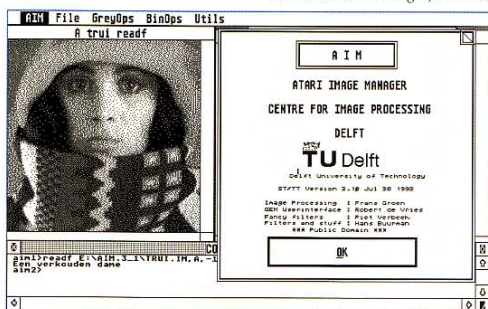 AIM File GreyOps BinOps Utils
A trui readf
A I M
ATARI IMAGE MANAGER
CENTRE FOR IMAGE PROCESSING
DELFT
TU Delft
Delft University of Technology
ST/TT Version 3.10 Jul 30 1992
Image Processing : Frans Groen
GEM Userinterface : Robert de Vries
Fancy filters : Piet Verbeek
Filters and stuff : Hans Buurman
*** Public Domain ***
OK
CO
aim1>readf E:\AIM.3_1\TRUI.IM,A,-1
Een verkouden dame
aim2>